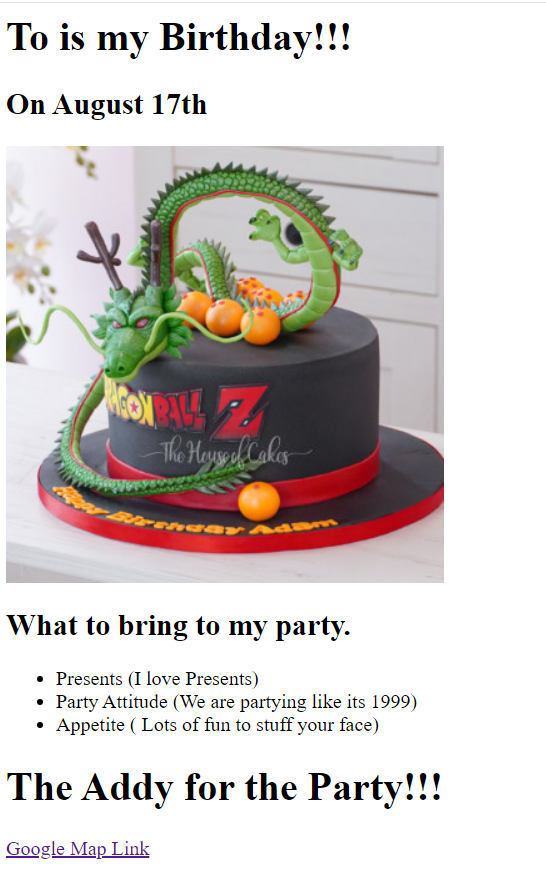 To is my Birthday!!!
On August 17th
DRAGONBALL Z
The House of Cakes
Happy Birthday Adam
What to bring to my party.
Presents (I love Presents)
Party Attitude (We are partying like its 1999)
Appetite ( Lots of fun to stuff your face)
The Addy for the Party!!!
Google Map Link